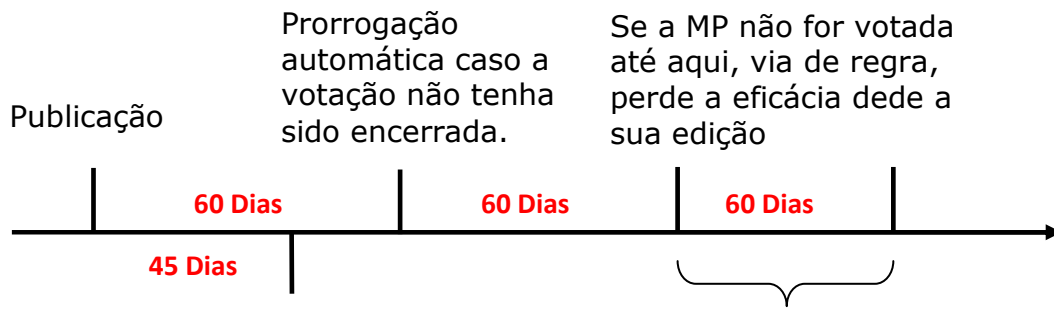 Publicação
Prorrogação
automática caso a
votação não tenha
sido encerrada.
Se a MP não for votada
até aqui, via de regra,
perde a eficácia dede a
sua edição
60 Dias
60 Dias
60 Dias
45 Dias